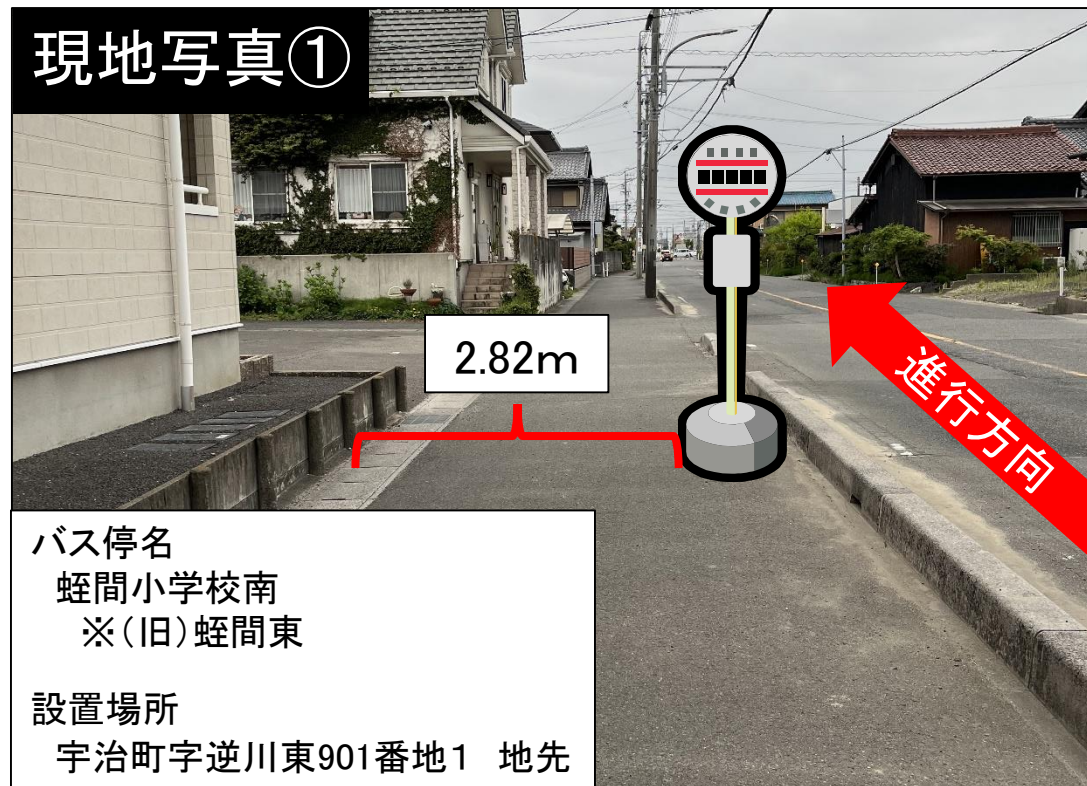 現地写真①
2.82m
進行方向
バス停名
蛭間小学校南
※(旧)蛭間東
設置場所
宇治町字逆川東901番地1 地先